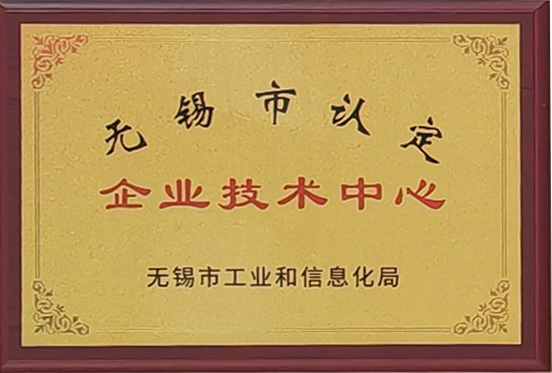 无锡市认定
企业技术中心
无锡市工业和信息化局